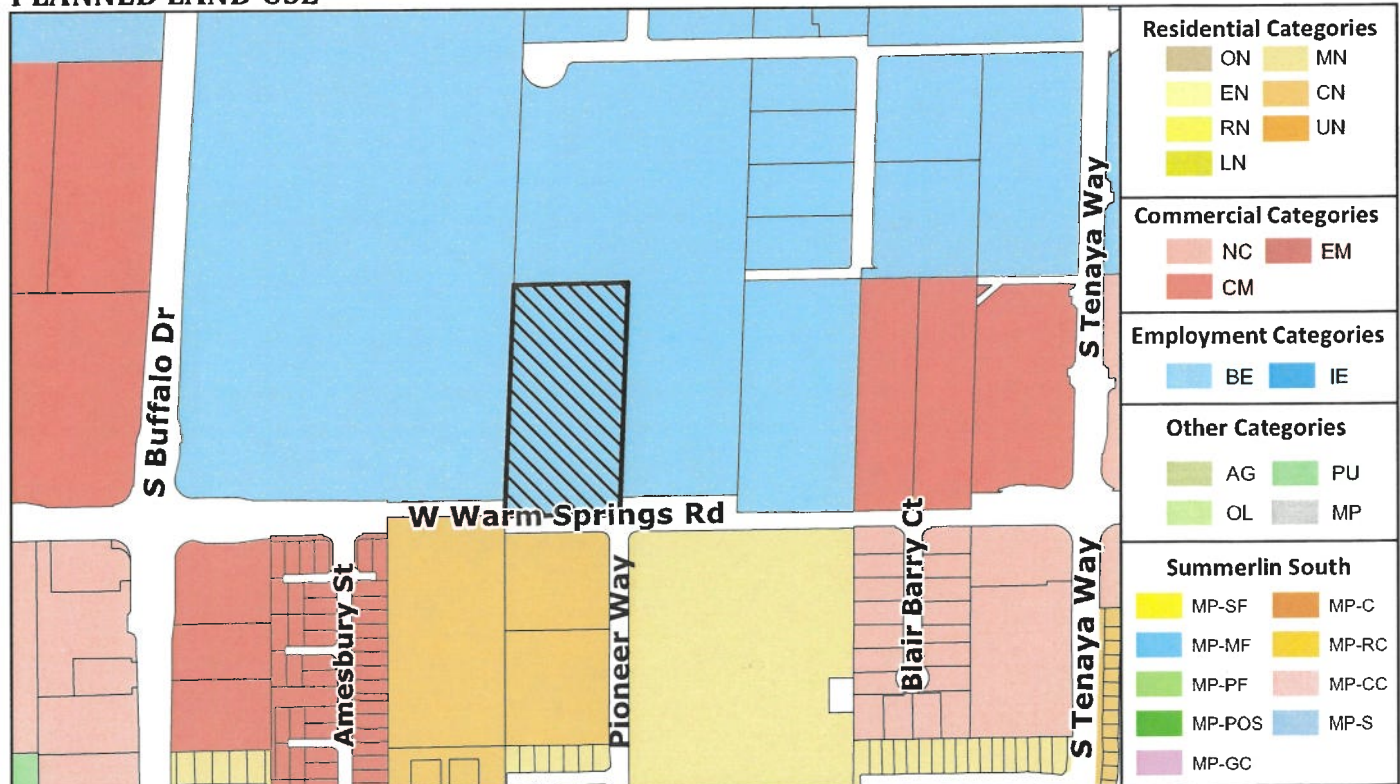 PLANNED LAND USE
S Buffalo Dr
S Tenaya Way
W Warm Springs Rd
Amesbury St
Pioneer Way
Blair Barry Ct
S Tenaya Way
Residential Categories
ON MN
EN CN
RN UN
LN
Commercial Categories
NC EM
CM
Employment Categories
BE IE
Other Categories
AG PU
OL MP
Summerlin South
MP-SF MP-C
MP-MF MP-RC
MP-PF MP-CC
MP-POS MP-S
MP-GC